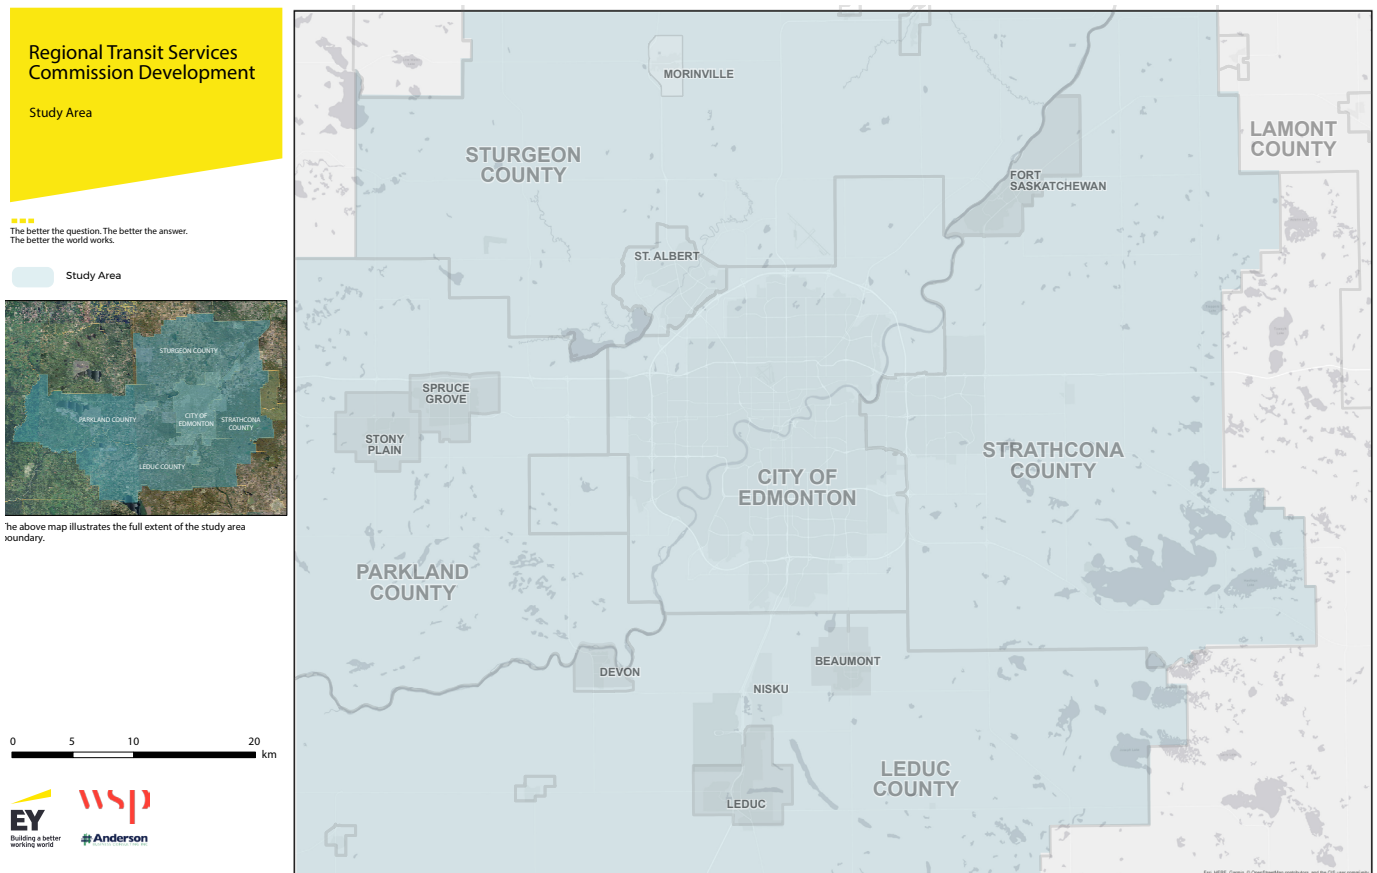 Regional Transit Services
Commission Development
Study Area
The better the question. The better the answer.
The better the world works.
Study Area
STURGEON COUNTY
PARKLAND COUNTY
CITY OF
EDMONTON
STRATHCONA
COUNTY
LEDUC COUNTY
The above map illustrates the full extent of the study area
boundary.
0 5 10 20
km
EY
Building a better
working world
wsp
Anderson
MORINVILLE
STURGEON
COUNTY
LAMONT
COUNTY
FORT
SASKATCHEWAN
ST. ALBERT
SPRUCE
GROVE
STONY
PLAIN
STRATHCONA
COUNTY
CITY OF
EDMONTON
PARKLAND
COUNTY
DEVON
BEAUMONT
NISKU
LEDUC
COUNTY
LEDUC